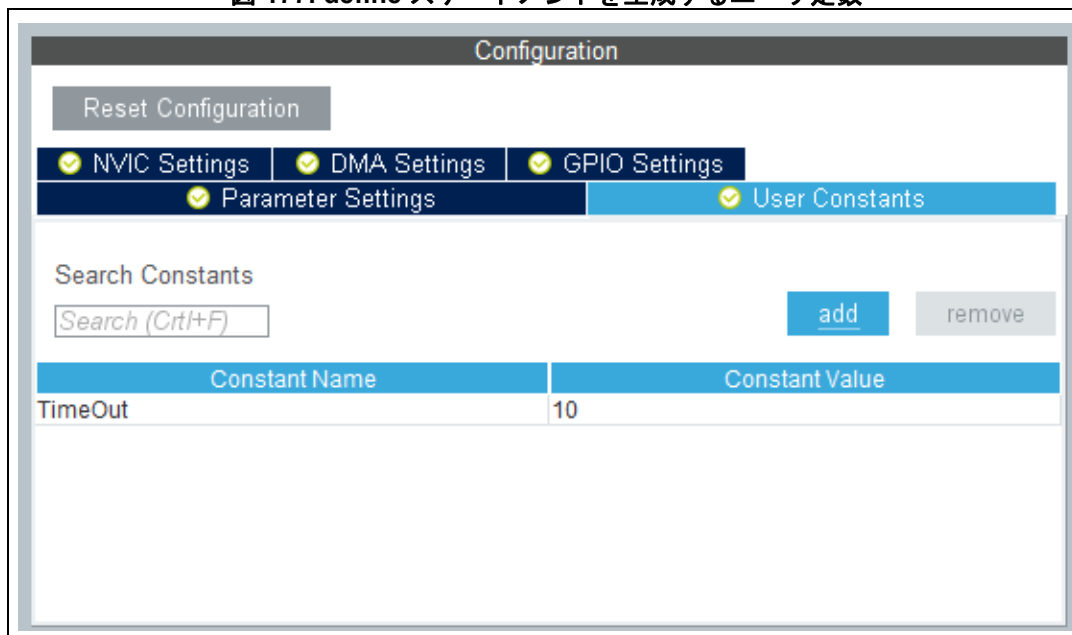 define
Configuration
Reset Configuration
NVIC Settings
DMA Settings
GPIO Settings
Parameter Settings
User Constants
Search Constants
Search (Crtl+F)
add
remove
Constant Name
Constant Value
TimeOut
10